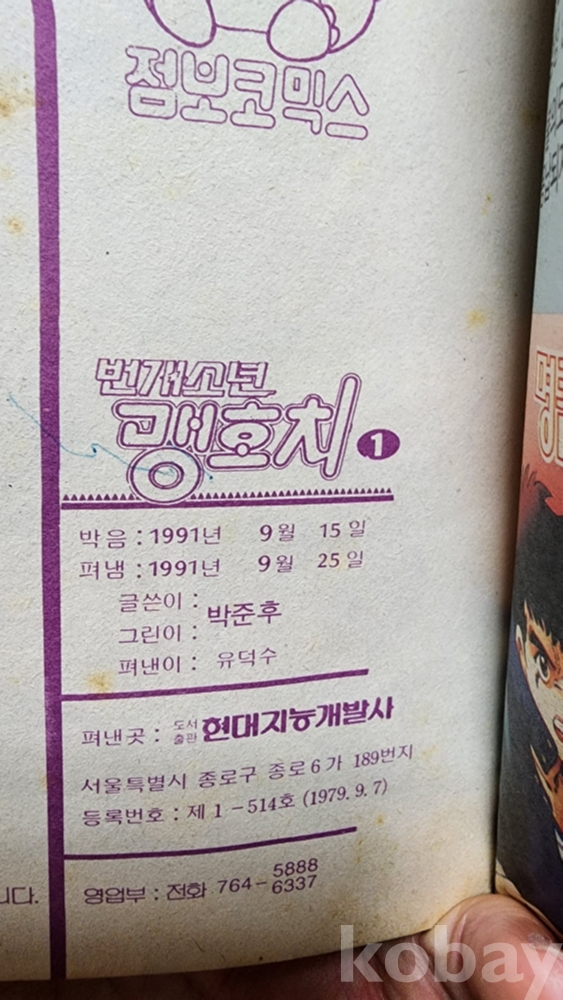 점보코믹스
번개소년
맹호치 1
박음 : 1991년 9월 15일
펴냄 : 1991년 9월 25일
글쓴이 :
박준후
그린이 :
펴낸이 : 유덕수
펴낸곳 : 도서출판 현대지능개발사
서울특별시 종로구 종로6가 189번지
등록번호 : 제1-514호 (1979. 9. 7)
영업부 : 전화 764-5888
6337
니다.
kobay